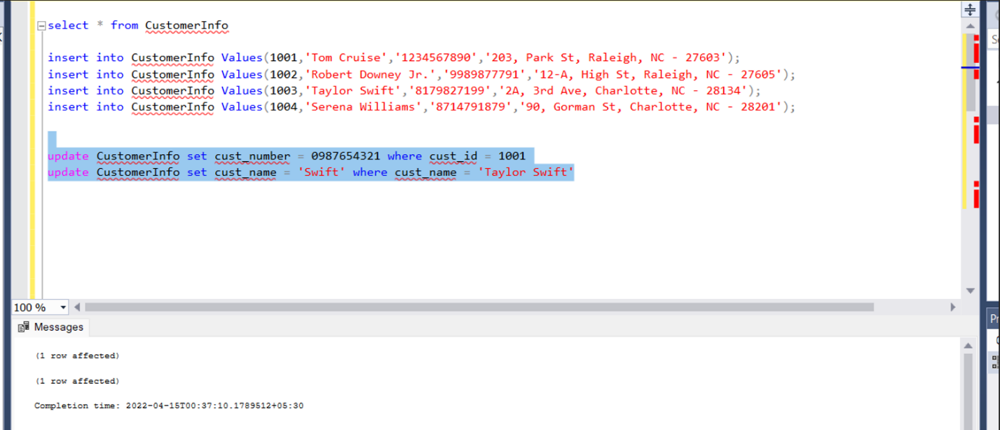 select * from CustomerInfo
insert into CustomerInfo Values(1001,'Tom Cruise','1234567890','203, Park St, Raleigh, NC - 27603');
insert into CustomerInfo Values(1002,'Robert Downey Jr.','9989877791','12-A, High St, Raleigh, NC - 27605');
insert into CustomerInfo Values(1003,'Taylor Swift','8179827199','2A, 3rd Ave, Charlotte, NC - 28134');
insert into CustomerInfo Values(1004,'Serena Williams','8714791879','90, Gorman St, Charlotte, NC - 28201');
update CustomerInfo set cust_number = 0987654321 where cust_id = 1001
update CustomerInfo set cust_name = 'Swift' where cust_name = 'Taylor Swift'
100 %
Messages
(1 row affected)
(1 row affected)
Completion time: 2022-04-15T00:37:10.1789512+05:30